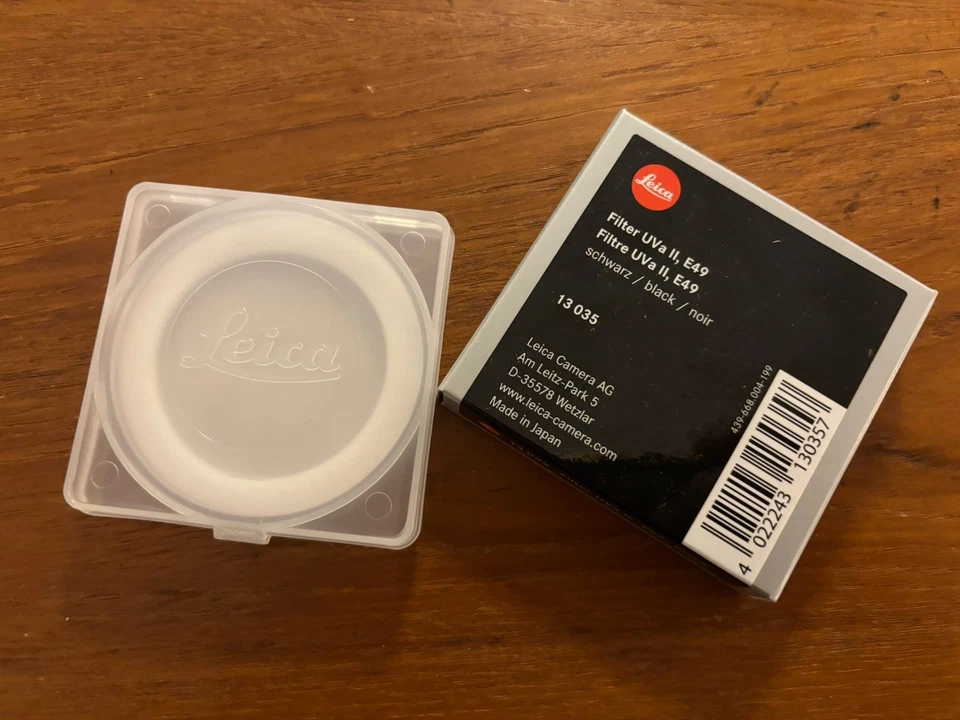 Leica
Leica
Filter UVa II, E49
Filtre UVa II, E49
schwarz / black / noir
13 035
Leica Camera AG
Am Leitz-Park 5
D-35578 Wetzlar
www.leica-camera.com
Made in Japan
439-668.004-199
4 022243 130357